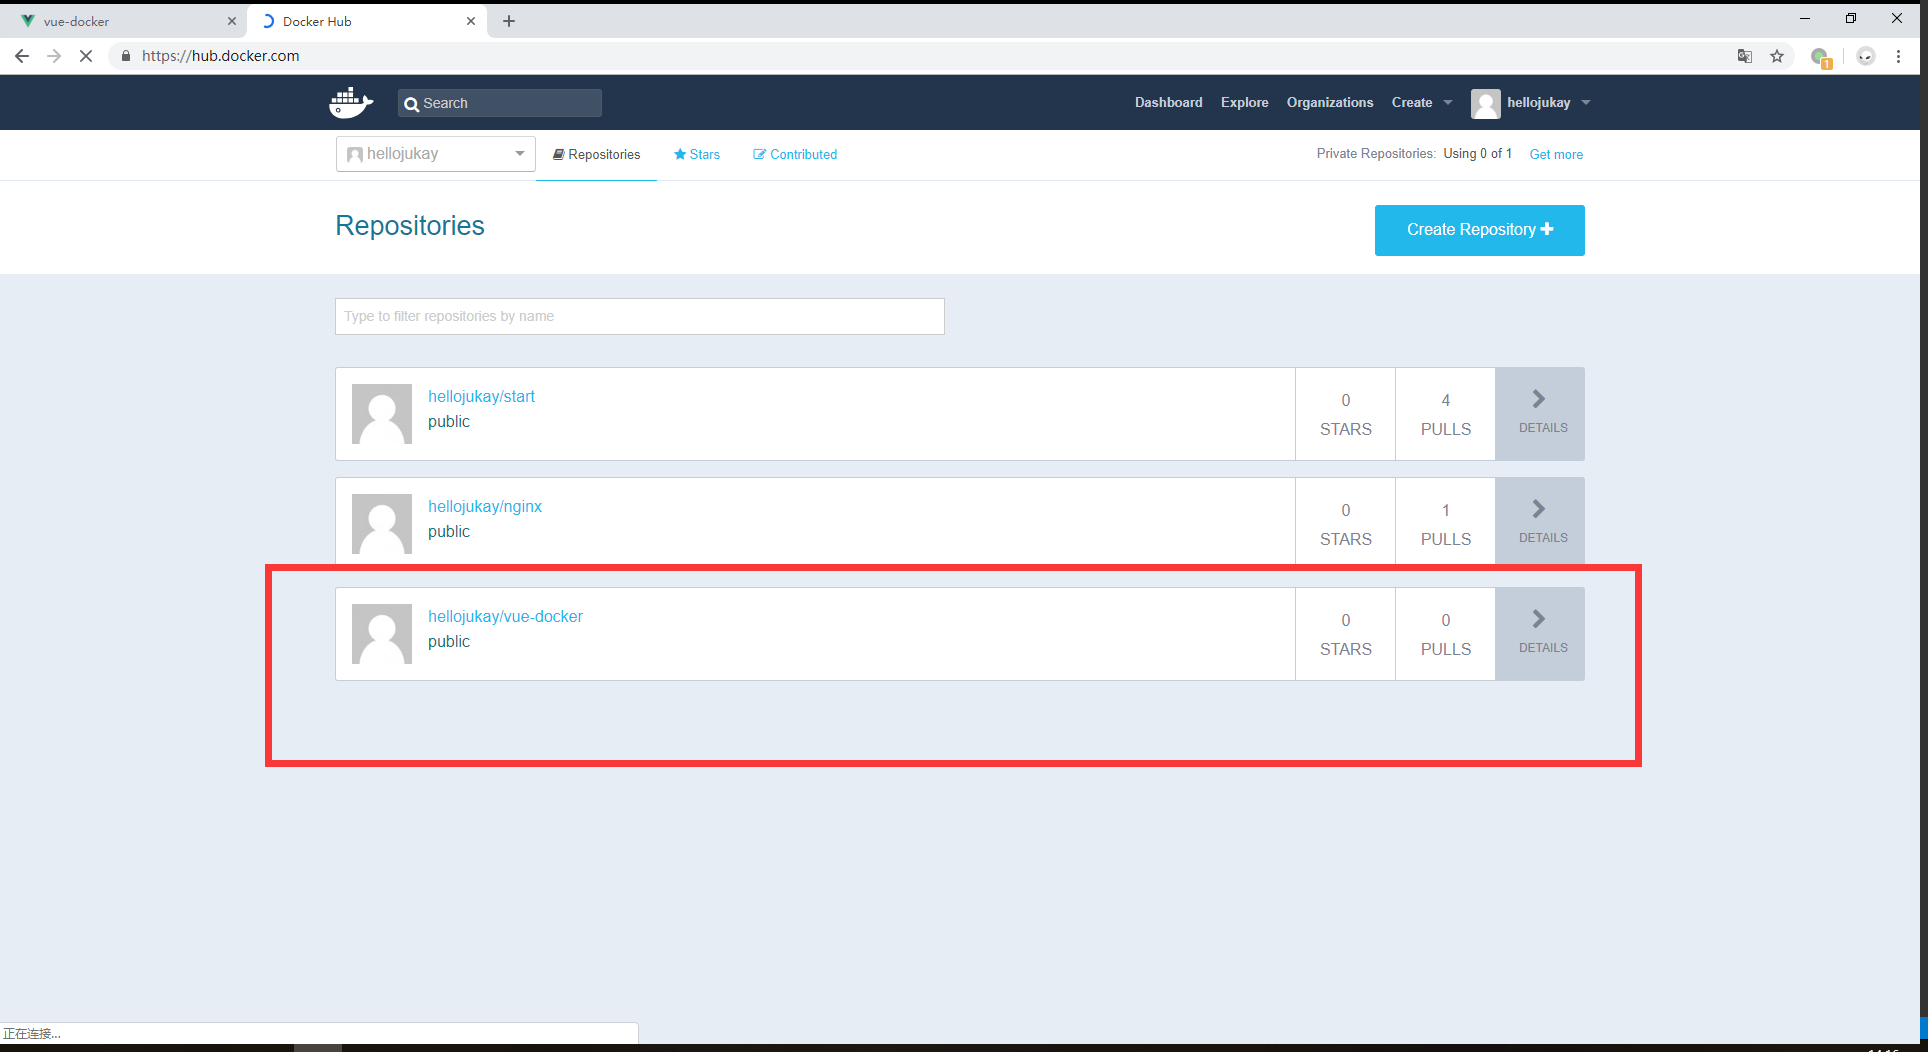 vue-docker
Docker Hub
https://hub.docker.com
1
Search
Dashboard Explore Organizations Create hellojukay
hellojukay Repositories Stars Contributed Private Repositories: Using 0 of 1 Get more
Repositories
Create Repository
Type to filter repositories by name
hellojukay/start
public
0
STARS
4
PULLS
DETAILS
hellojukay/nginx
public
0
STARS
1
PULLS
DETAILS
hellojukay/vue-docker
public
0
STARS
0
PULLS
DETAILS
正在连接...